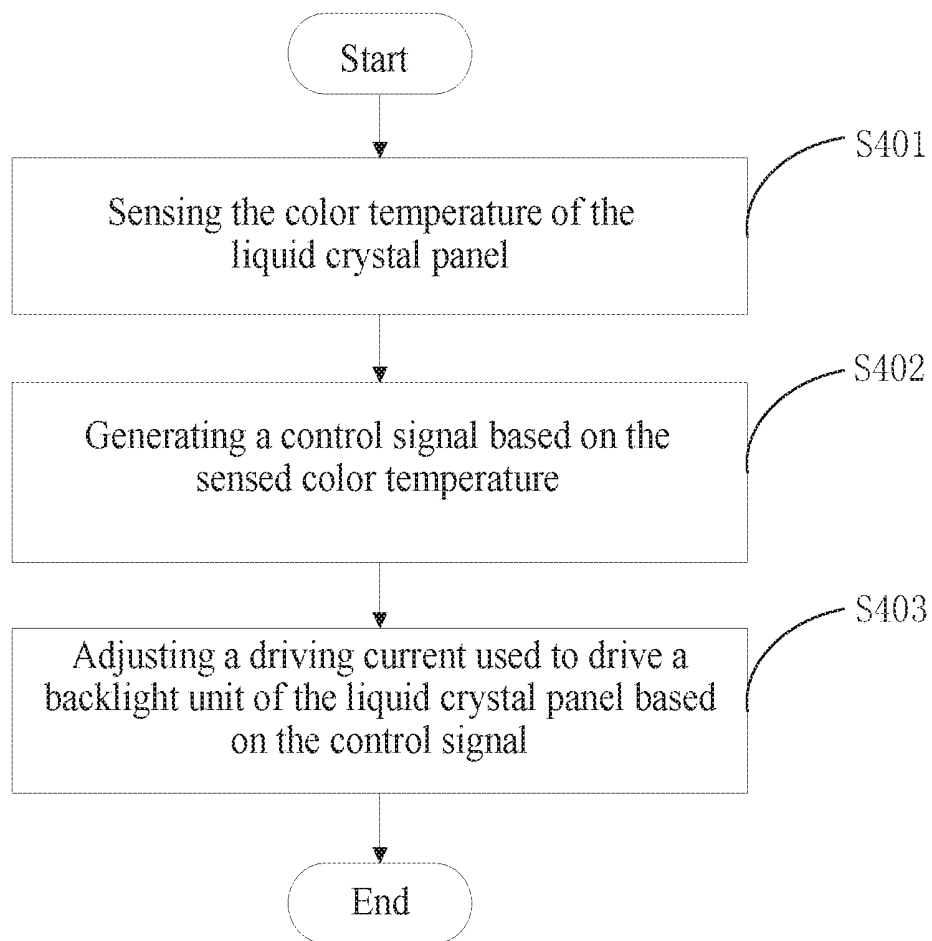 Start
S401
Sensing the color temperature of the
liquid crystal panel
S402
Generating a control signal based on the
sensed color temperature
S403
Adjusting a driving current used to drive a
backlight unit of the liquid crystal panel based
on the control signal
End